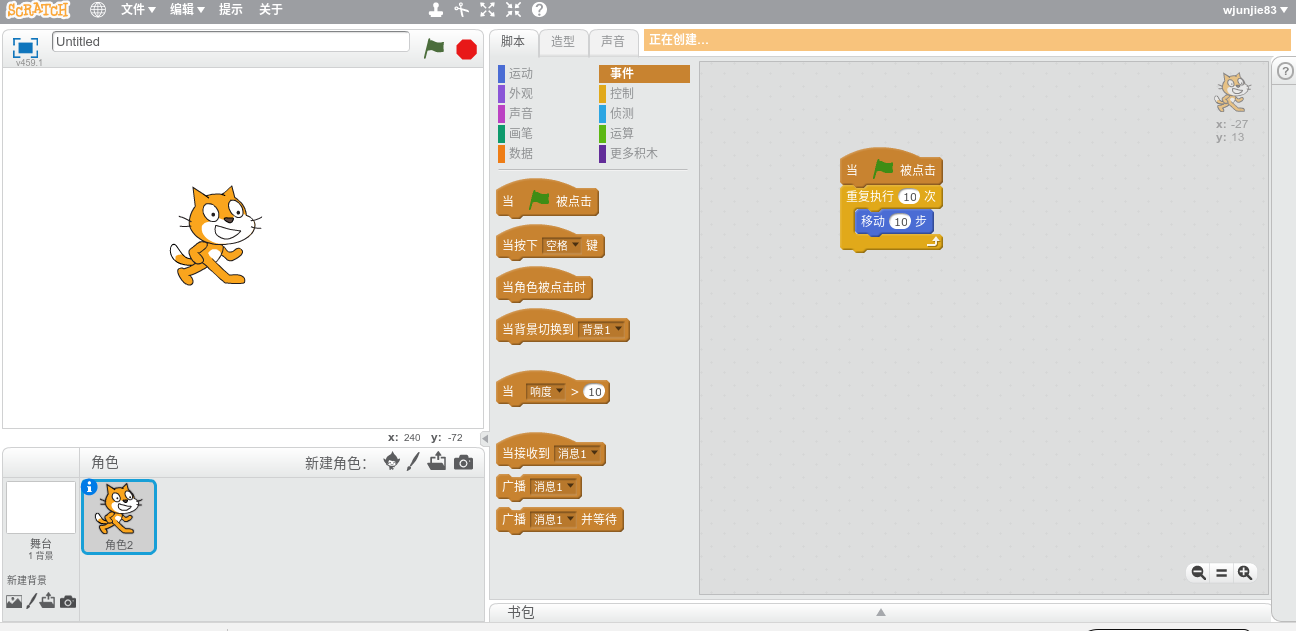 SCRATCH 文件 编辑 提示 关于 wjunjie83
Untitled
v459.1
脚本 造型 声音 正在创建...
运动 事件
外观 控制
声音 侦测
画笔 运算
数据 更多积木
当 被点击
当按下 空格 键
当角色被点击时
当背景切换到 背景1
当 响度 > 10
当接收到 消息1
广播 消息1
广播 消息1 并等待
x: -27
y: 13
当 被点击
重复执行 10 次
移动 10 步
x: 240 y: -72
角色 新建角色:
舞台
1 背景
角色2
新建背景
书包